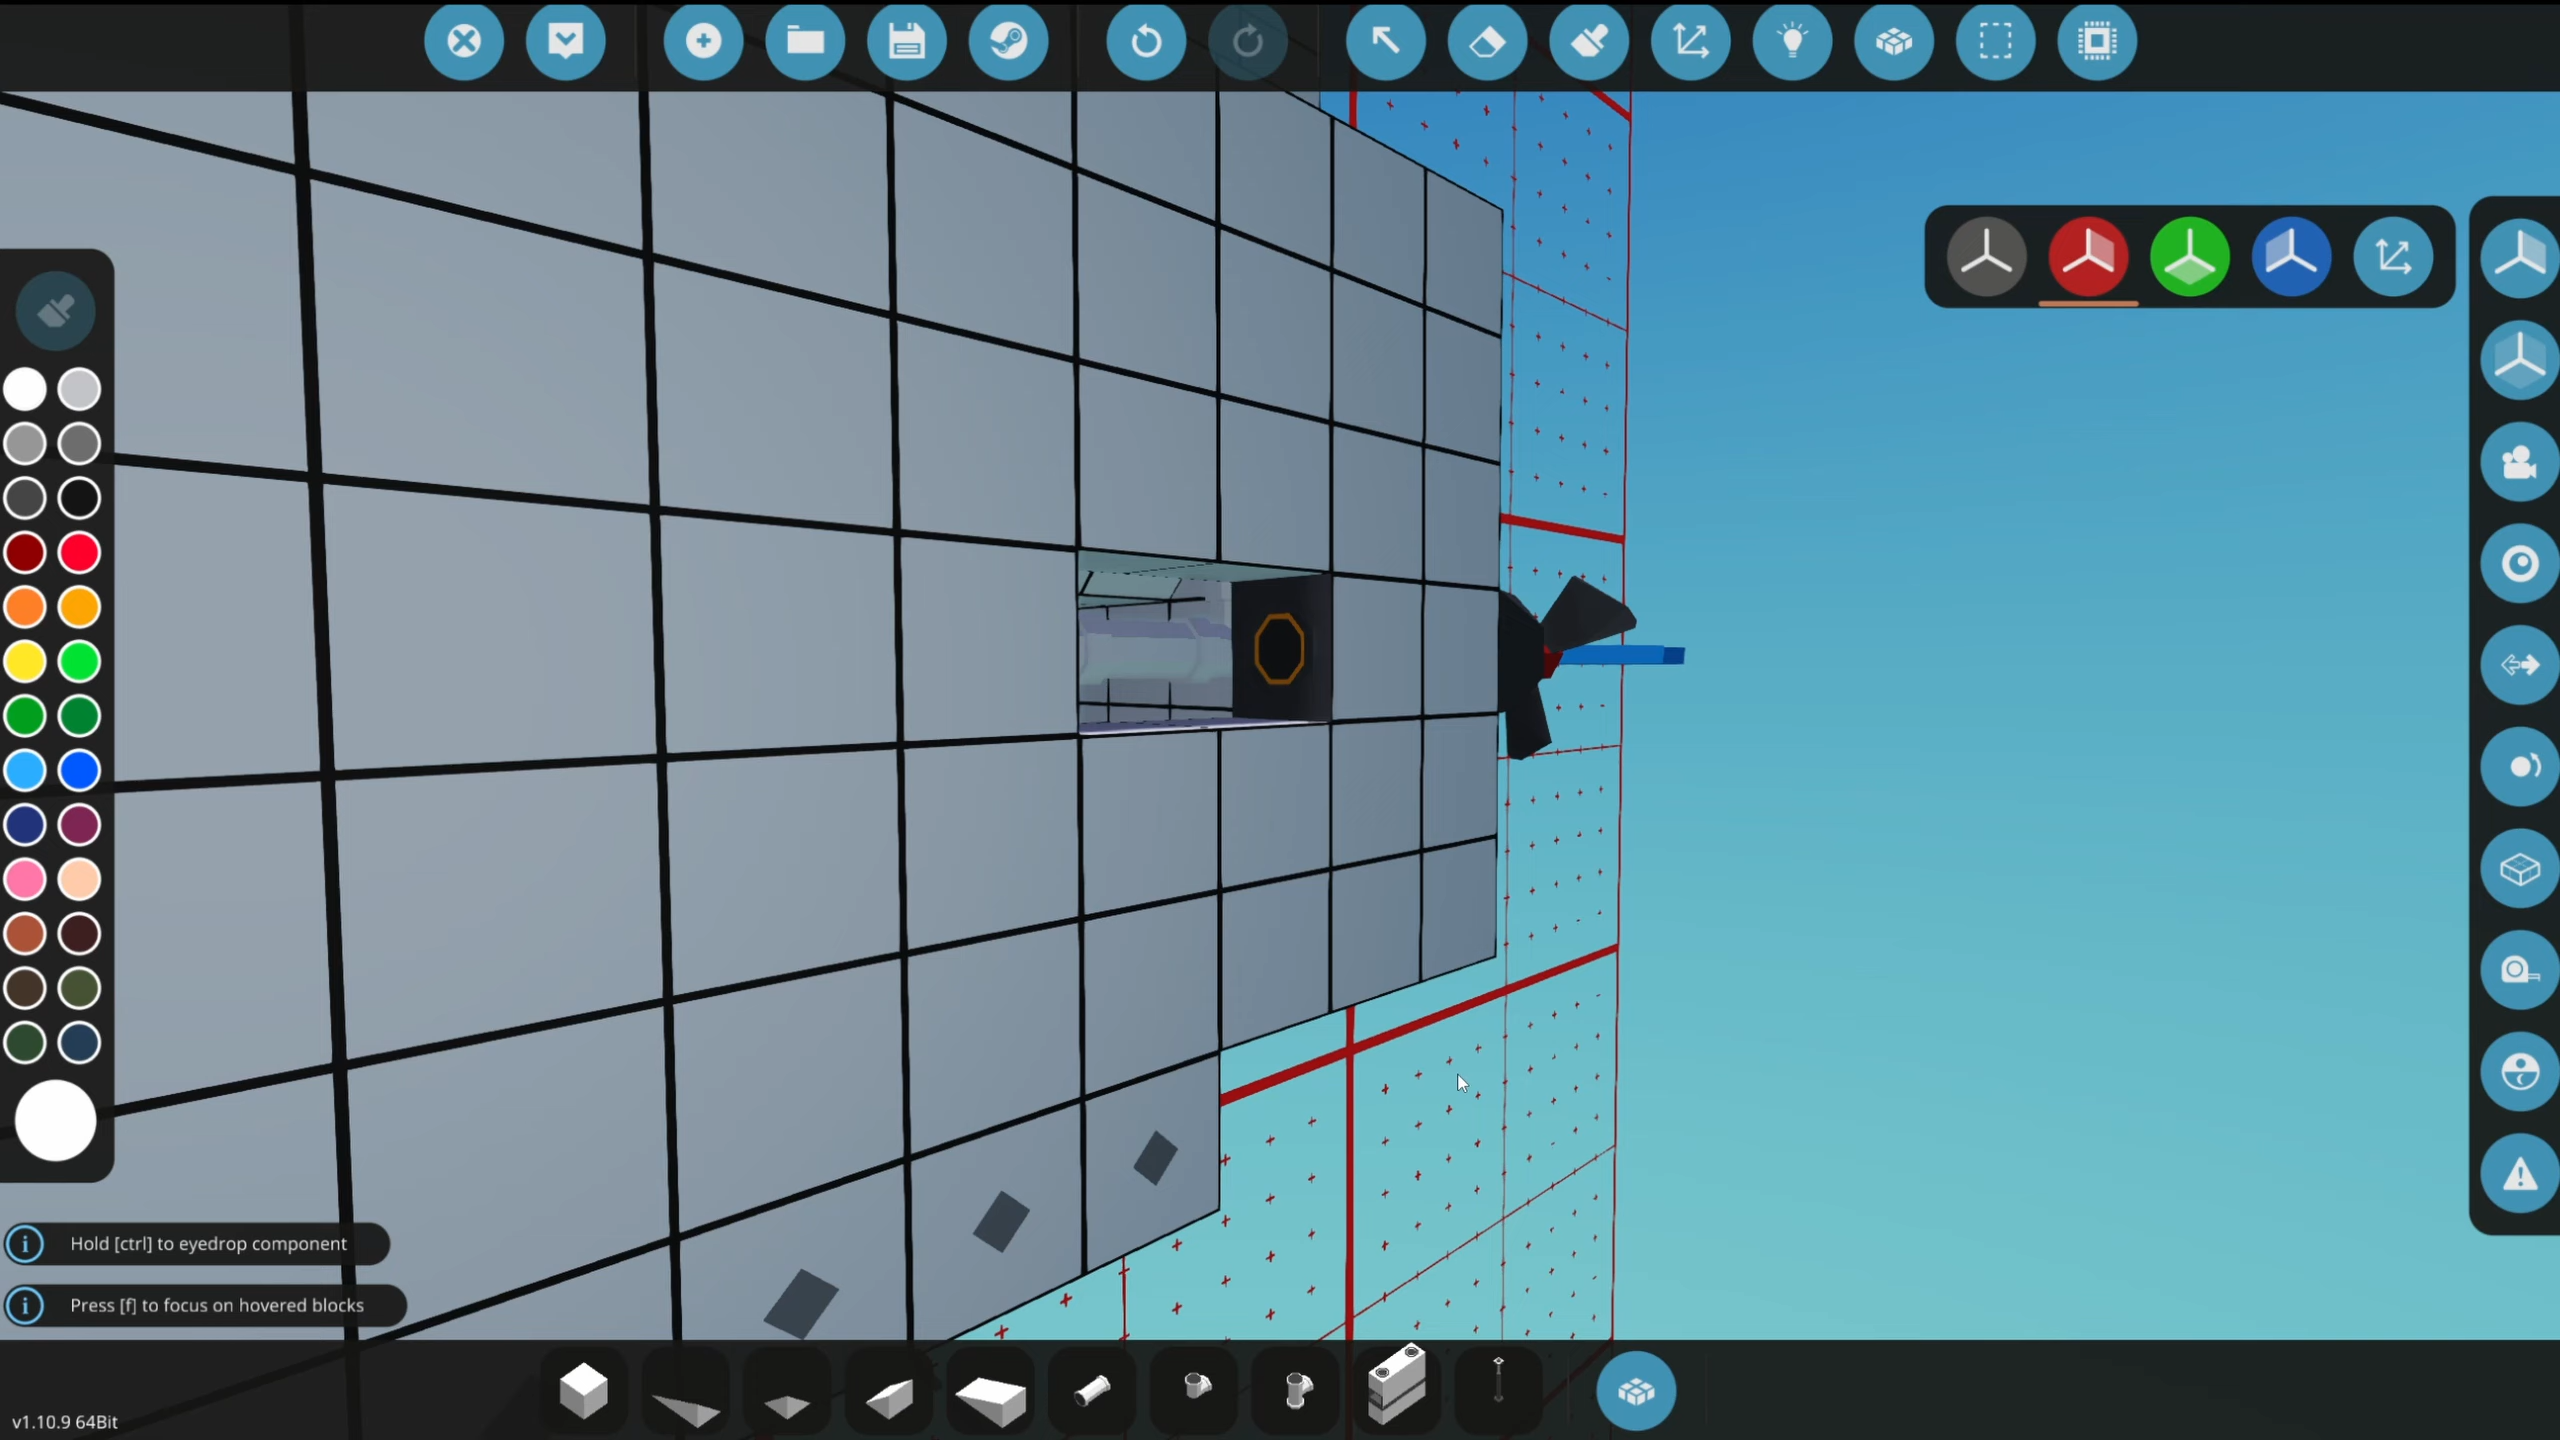 Hold [ctrl] to eyedrop component
Press [f] to focus on hovered blocks
v1.10.9 64Bit